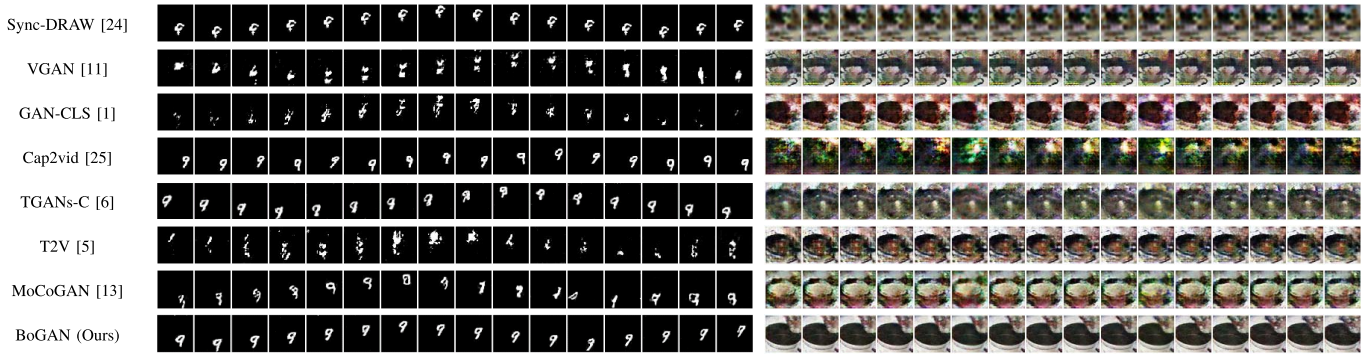 Sync-DRAW [24]
VGAN [11]
GAN-CLS [1]
Cap2vid [25]
TGANs-C [6]
T2V [5]
MoCoGAN [13]
BoGAN (Ours)